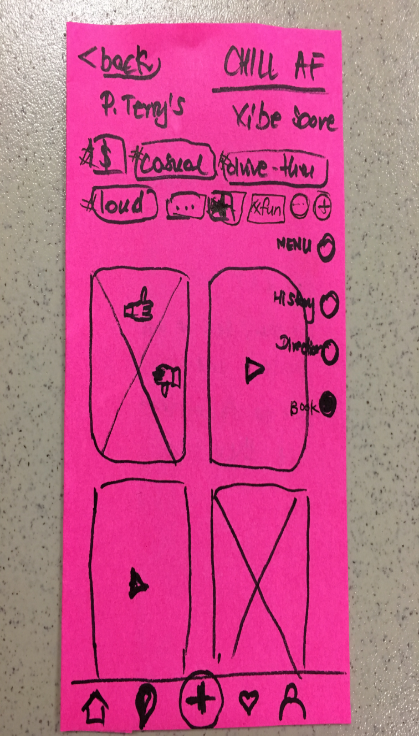 <back CHILL AF
P. Terry's Vibe Score
#$ #casual #drive-thru
#loud ... #fun ... +
MENU
History
Direction
Book